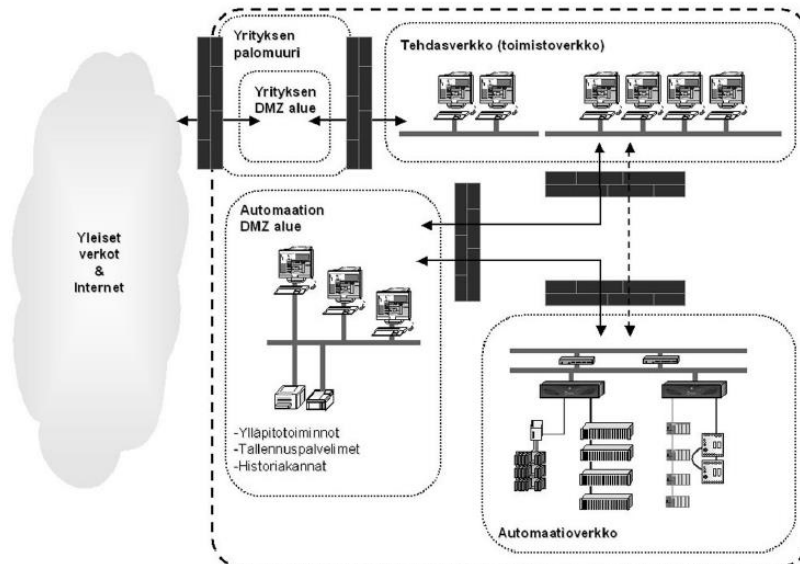 Yrityksen
palomuuri
Yrityksen
DMZ alue
Tehdasverkko (toimistoverkko)
Yleiset
verkot
&
Internet
Automaation
DMZ alue
-Ylläpitotoiminnot
-Tallennuspalvelimet
-Historiakannat
Automaatioverkko